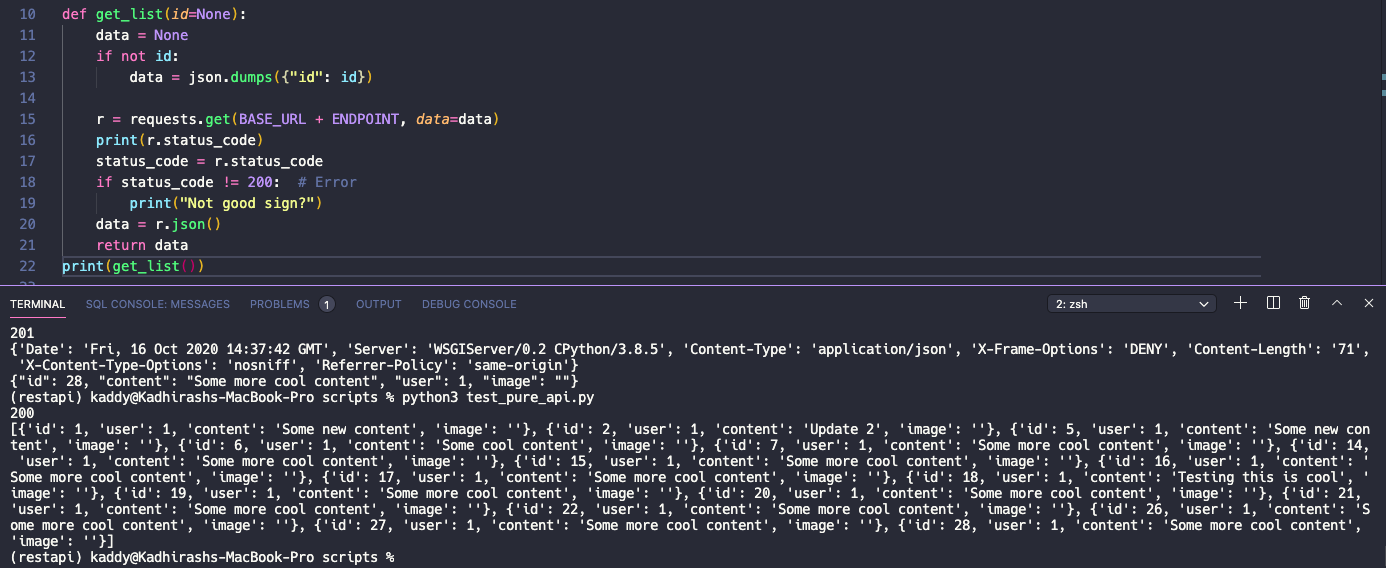 10 def get_list(id=None):
11     data = None
12     if not id:
13         data = json.dumps({"id": id})
14
15     r = requests.get(BASE_URL + ENDPOINT, data=data)
16     print(r.status_code)
17     status_code = r.status_code
18     if status_code != 200:  # Error
19         print("Not good sign?")
20     data = r.json()
21     return data
22 print(get_list())
TERMINAL SQL CONSOLE: MESSAGES PROBLEMS 1 OUTPUT DEBUG CONSOLE 2: zsh
201
{'Date': 'Fri, 16 Oct 2020 14:37:42 GMT', 'Server': 'WSGIServer/0.2 CPython/3.8.5', 'Content-Type': 'application/json', 'X-Frame-Options': 'DENY', 'Content-Length': '71',
 'X-Content-Type-Options': 'nosniff', 'Referrer-Policy': 'same-origin'}
{"id": 28, "content": "Some more cool content", "user": 1, "image": ""}
(restapi) kaddy@Kadhirashs-MacBook-Pro scripts % python3 test_pure_api.py
200
[{'id': 1, 'user': 1, 'content': 'Some new content', 'image': ''}, {'id': 2, 'user': 1, 'content': 'Update 2', 'image': ''}, {'id': 5, 'user': 1, 'content': 'Some new con
tent', 'image': ''}, {'id': 6, 'user': 1, 'content': 'Some cool content', 'image': ''}, {'id': 7, 'user': 1, 'content': 'Some more cool content', 'image': ''}, {'id': 14,
 'user': 1, 'content': 'Some more cool content', 'image': ''}, {'id': 15, 'user': 1, 'content': 'Some more cool content', 'image': ''}, {'id': 16, 'user': 1, 'content': '
Some more cool content', 'image': ''}, {'id': 17, 'user': 1, 'content': 'Some more cool content', 'image': ''}, {'id': 18, 'user': 1, 'content': 'Testing this is cool', '
image': ''}, {'id': 19, 'user': 1, 'content': 'Some more cool content', 'image': ''}, {'id': 20, 'user': 1, 'content': 'Some more cool content', 'image': ''}, {'id': 21, 
'user': 1, 'content': 'Some more cool content', 'image': ''}, {'id': 22, 'user': 1, 'content': 'Some more cool content', 'image': ''}, {'id': 26, 'user': 1, 'content': 'S
ome more cool content', 'image': ''}, {'id': 27, 'user': 1, 'content': 'Some more cool content', 'image': ''}, {'id': 28, 'user': 1, 'content': 'Some more cool content', 
'image': ''}]
(restapi) kaddy@Kadhirashs-MacBook-Pro scripts %